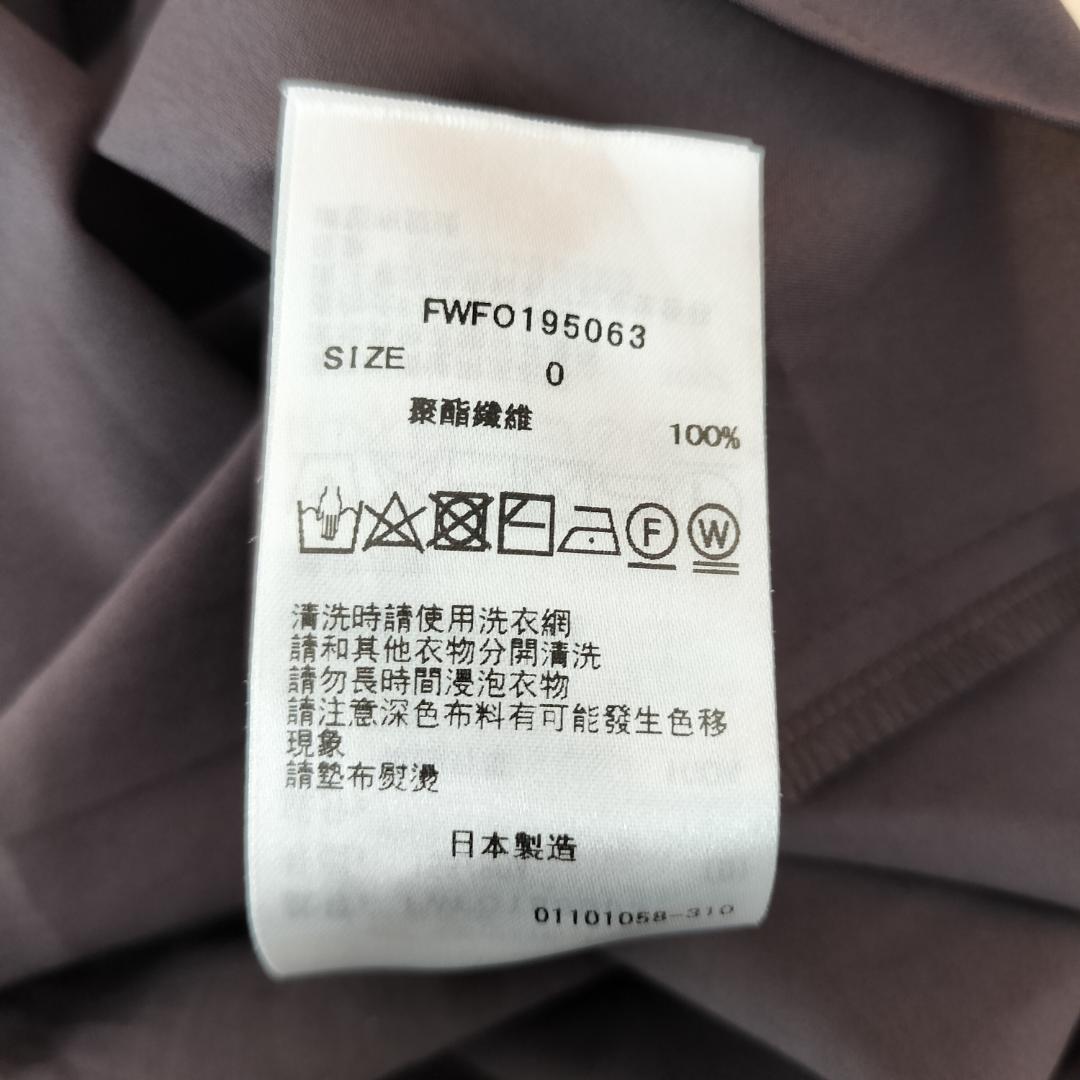 FWFO195063
SIZE 0
聚酯纖維 100%
F W
清洗時請使用洗衣網
請和其他衣物分開清洗
請勿長時間浸泡衣物
請注意深色布料有可能發生色移
現象
請墊布熨燙
日本製造
01101058-310